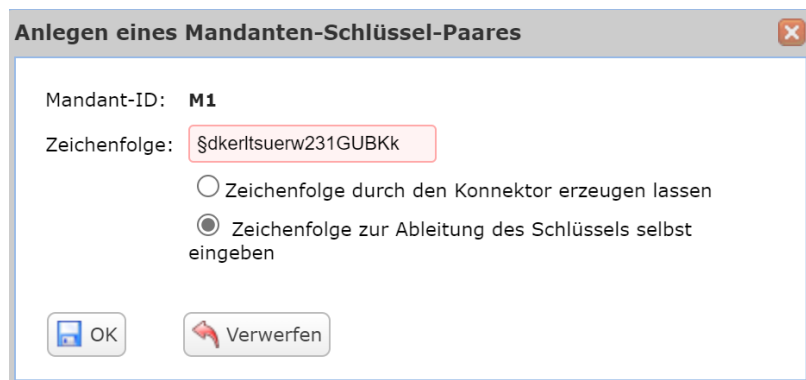 Anlegen eines Mandanten-Schlüssel-Paares
Mandant-ID: M1
Zeichenfolge: §dkerltsuerw231GUBKk
Zeichenfolge durch den Konnektor erzeugen lassen
Zeichenfolge zur Ableitung des Schlüssels selbst
eingeben
OK Verwerfen